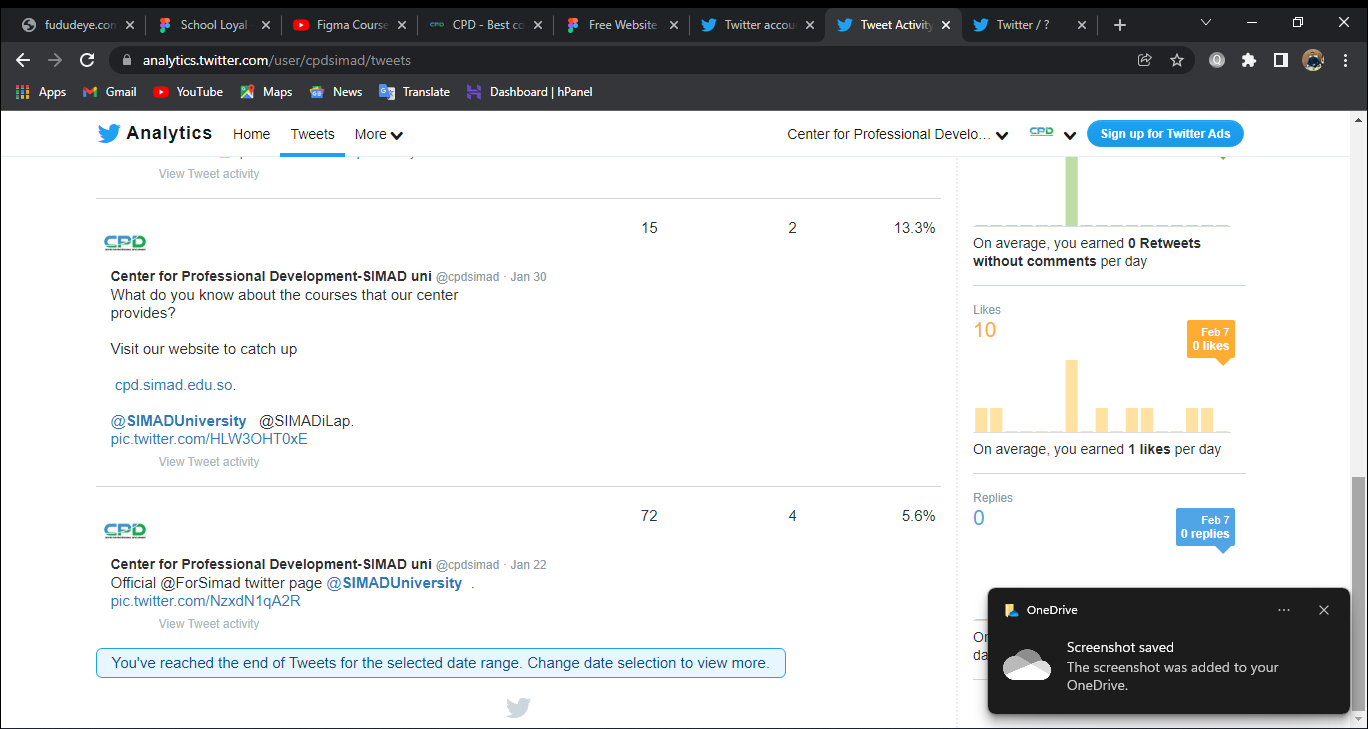 fududeye.con
School Loyal
Figma Course
CPD - Best co
Free Website
Twitter accou
Tweet Activity
Twitter / ?
analytics.twitter.com/user/cpdsimad/tweets
Q
Apps
Gmail
YouTube
Maps
News
Translate
Dashboard | hPanel
Analytics
Home
Tweets
More
Center for Professional Develo…
CPD
Sign up for Twitter Ads
View Tweet activity
15 2 13.3%
CPD
Center for Professional Development-SIMAD uni @cpdsimad · Jan 30
What do you know about the courses that our center
provides?
Visit our website to catch up
cpd.simad.edu.so.
@SIMADUniversity @SIMADiLap.
pic.twitter.com/HLW3OHT0xE
View Tweet activity
72 4 5.6%
CPD
Center for Professional Development-SIMAD uni @cpdsimad · Jan 22
Official @ForSimad twitter page @SIMADUniversity .
pic.twitter.com/NzxdN1qA2R
View Tweet activity
You've reached the end of Tweets for the selected date range. Change date selection to view more.
On average, you earned 0 Retweets
without comments per day
Likes
10
Feb 7
0 likes
On average, you earned 1 likes per day
Replies
0
Feb 7
0 replies
OneDrive
Screenshot saved
The screenshot was added to your
OneDrive.